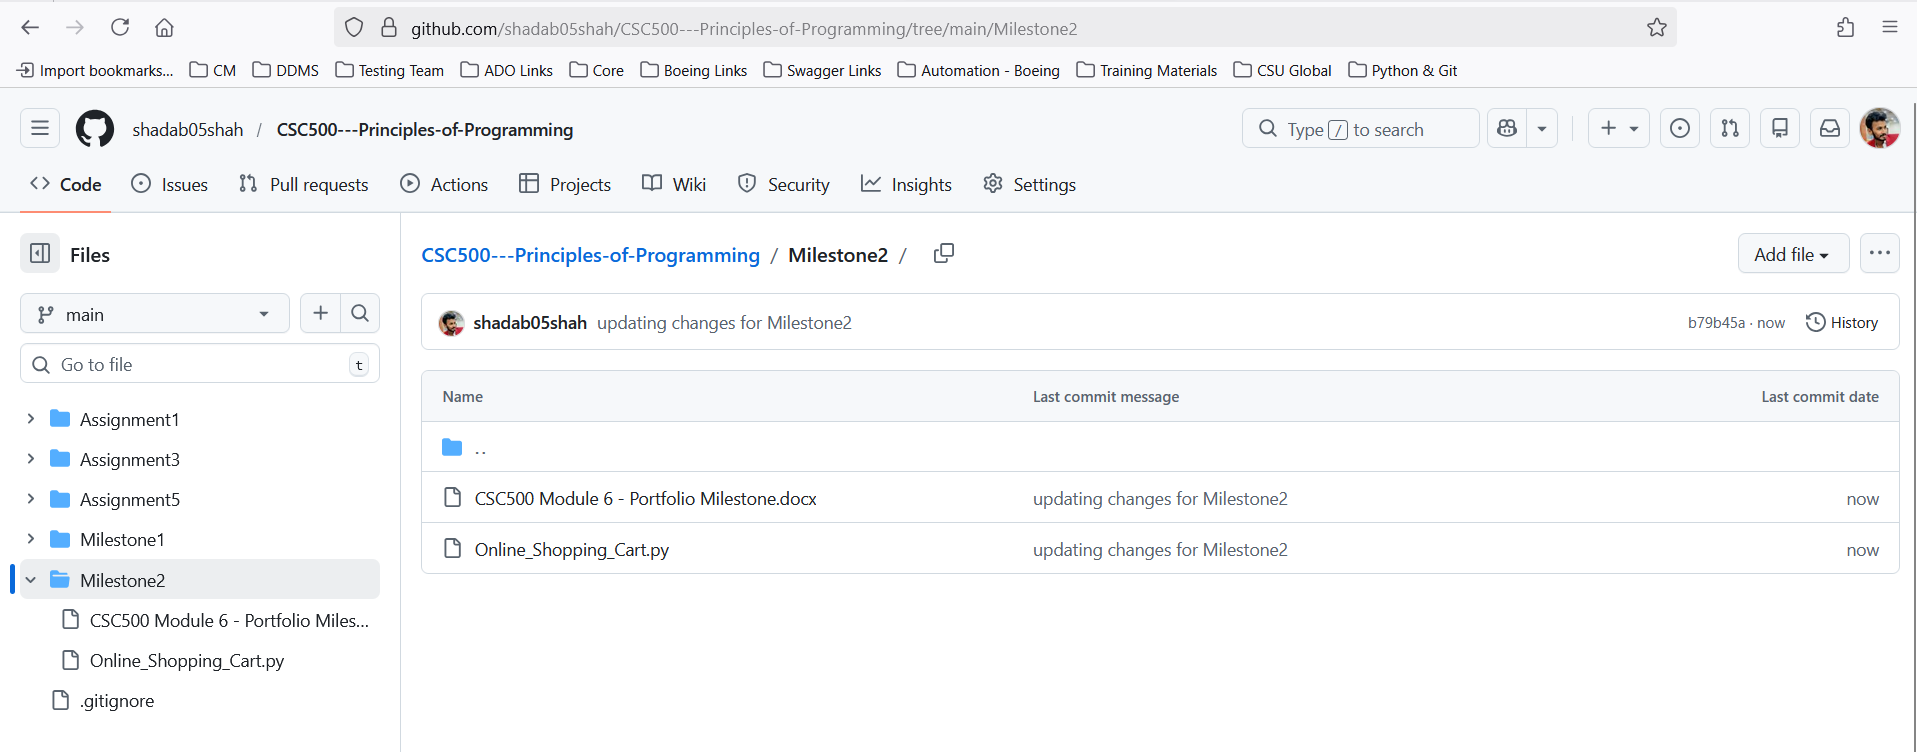 github.com/shadab05shah/CSC500---Principles-of-Programming/tree/main/Milestone2
Import bookmarks... CM DDMS Testing Team ADO Links Core Boeing Links Swagger Links Automation - Boeing Training Materials CSU Global Python & Git
shadab05shah / CSC500---Principles-of-Programming Type / to search
Code Issues Pull requests Actions Projects Wiki Security Insights Settings
Files
main
Go to file t
Assignment1
Assignment3
Assignment5
Milestone1
Milestone2
CSC500 Module 6 - Portfolio Miles...
Online_Shopping_Cart.py
.gitignore
CSC500---Principles-of-Programming / Milestone2 / Add file
shadab05shah updating changes for Milestone2 b79b45a · now History
Name Last commit message Last commit date
..
CSC500 Module 6 - Portfolio Milestone.docx updating changes for Milestone2 now
Online_Shopping_Cart.py updating changes for Milestone2 now